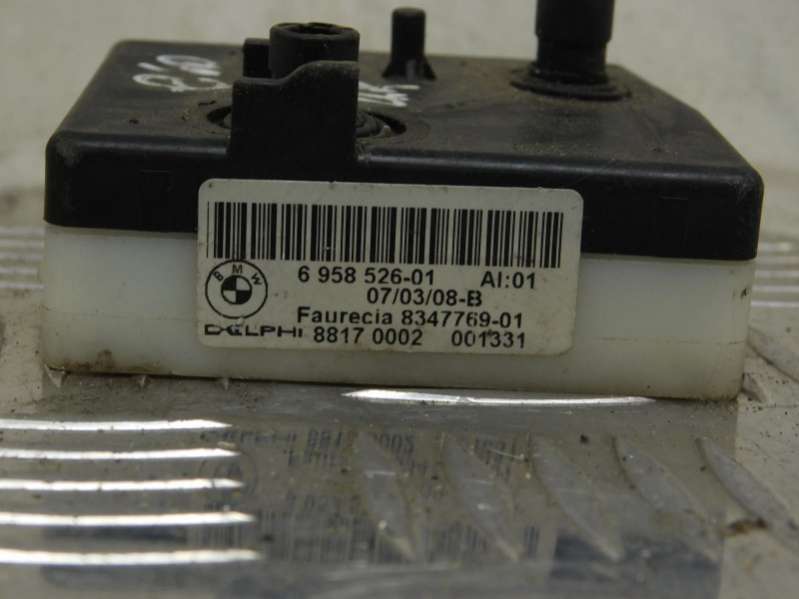 BMW
6 958 526-01 AI:01
07/03/08-B
Faurecia 8347769-01
DELPHI 8817 0002 001331